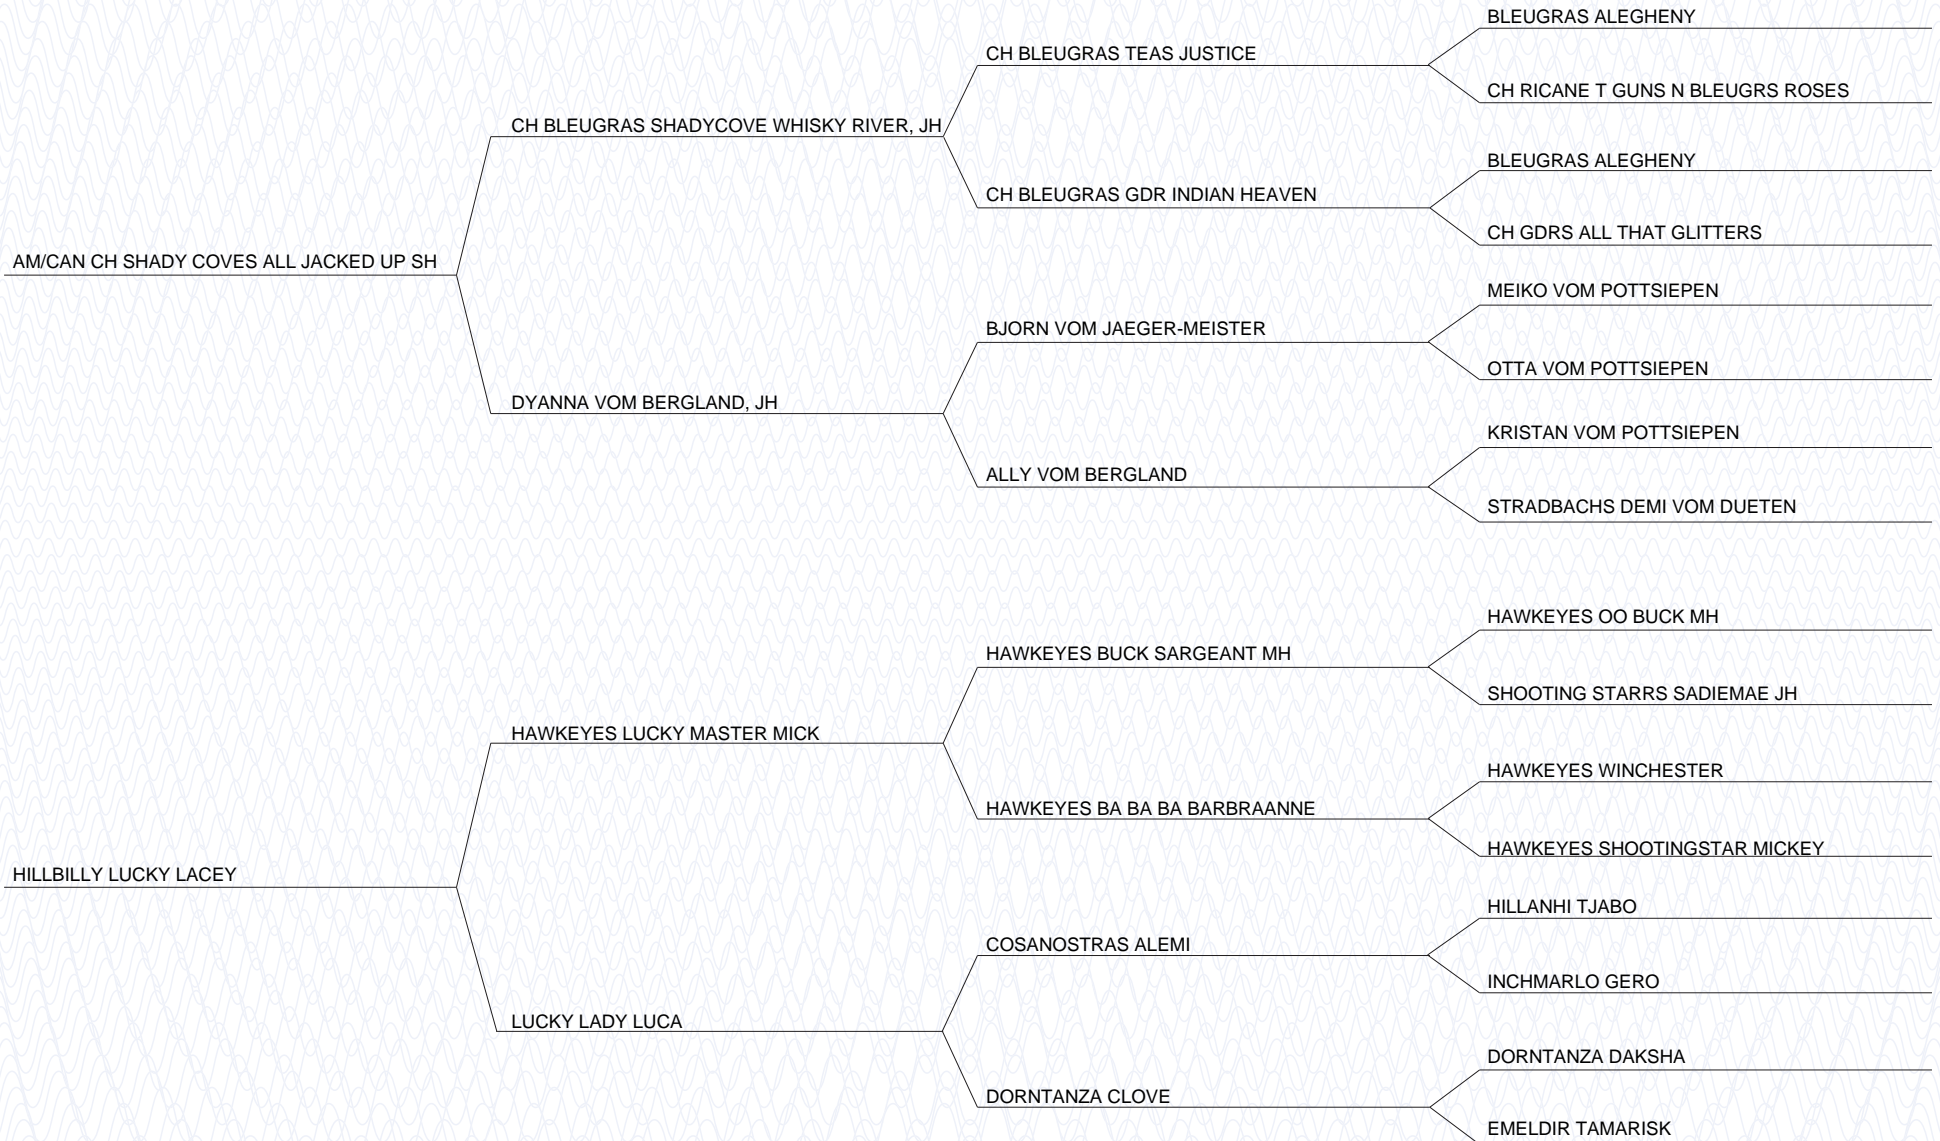 BLEUGRAS ALEGHENY
CH BLEUGRAS TEAS JUSTICE
CH RICANE T GUNS N BLEUGRS ROSES
CH BLEUGRAS SHADYCOVE WHISKY RIVER, JH
BLEUGRAS ALEGHENY
CH BLEUGRAS GDR INDIAN HEAVEN
CH GDRS ALL THAT GLITTERS
AM/CAN CH SHADY COVES ALL JACKED UP SH
MEIKO VOM POTTSIEPEN
BJORN VOM JAEGER-MEISTER
OTTA VOM POTTSIEPEN
DYANNA VOM BERGLAND, JH
KRISTAN VOM POTTSIEPEN
ALLY VOM BERGLAND
STRADBACHS DEMI VOM DUETEN
HAWKEYES OO BUCK MH
HAWKEYES BUCK SARGEANT MH
SHOOTING STARRS SADIEMAE JH
HAWKEYES LUCKY MASTER MICK
HAWKEYES WINCHESTER
HAWKEYES BA BA BA BARBRAANNE
HAWKEYES SHOOTINGSTAR MICKEY
HILLBILLY LUCKY LACEY
HILLANHI TJABO
COSANOSTRAS ALEMI
INCHMARLO GERO
LUCKY LADY LUCA
DORNTANZA DAKSHA
DORNTANZA CLOVE
EMELDIR TAMARISK